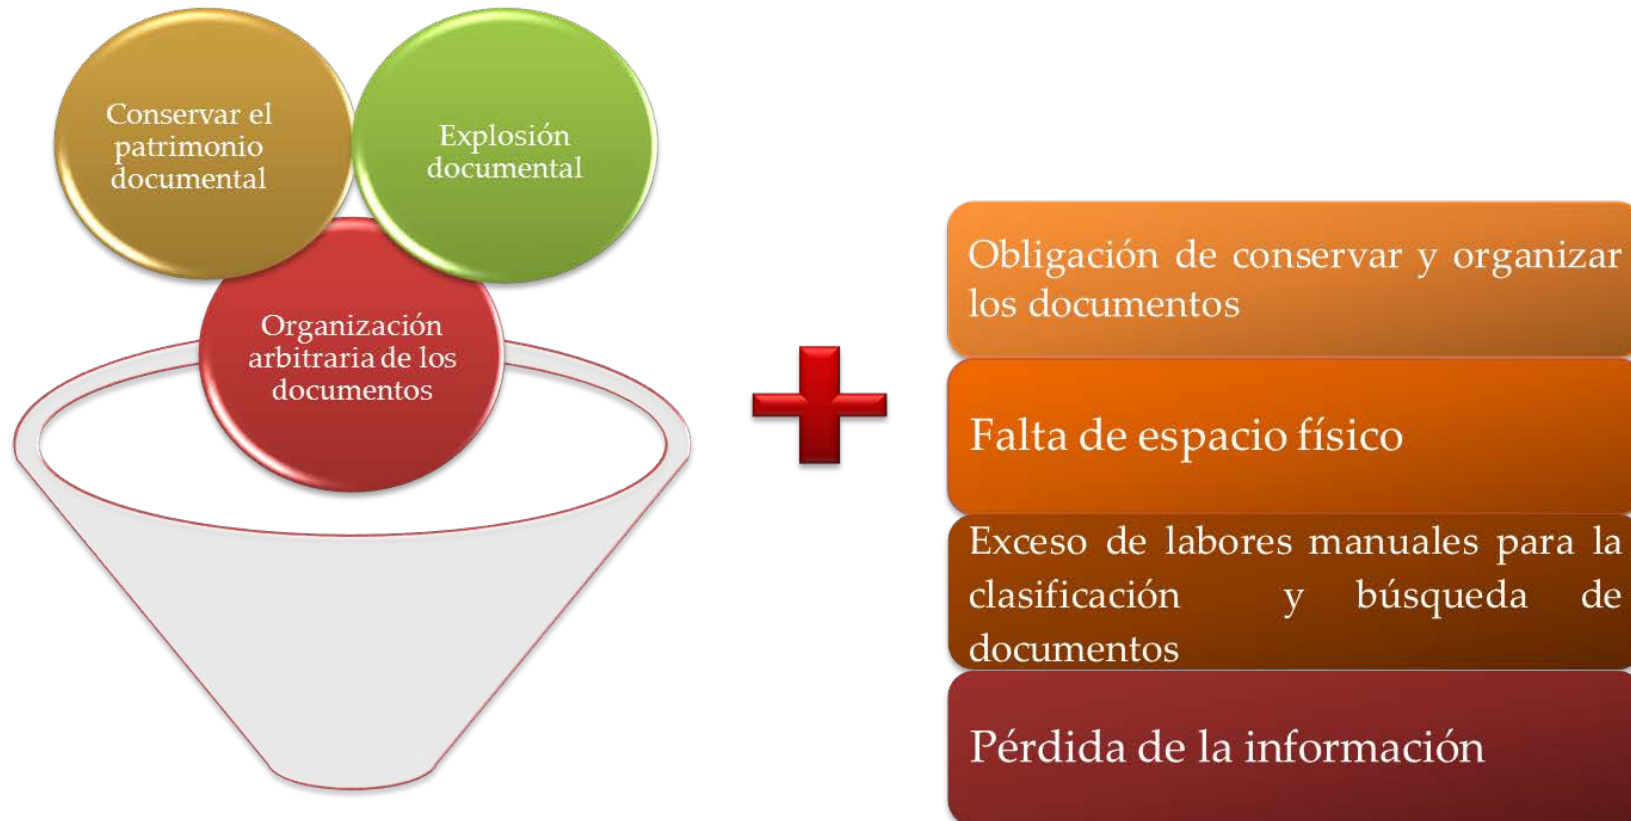 Conservar el
patrimonio
documental
Explosión
documental
Organización
arbitraria de los
documentos
Obligación de conservar y organizar
los documentos
Falta de espacio físico
Exceso de labores manuales para la
clasificación y búsqueda de
documentos
Pérdida de la información